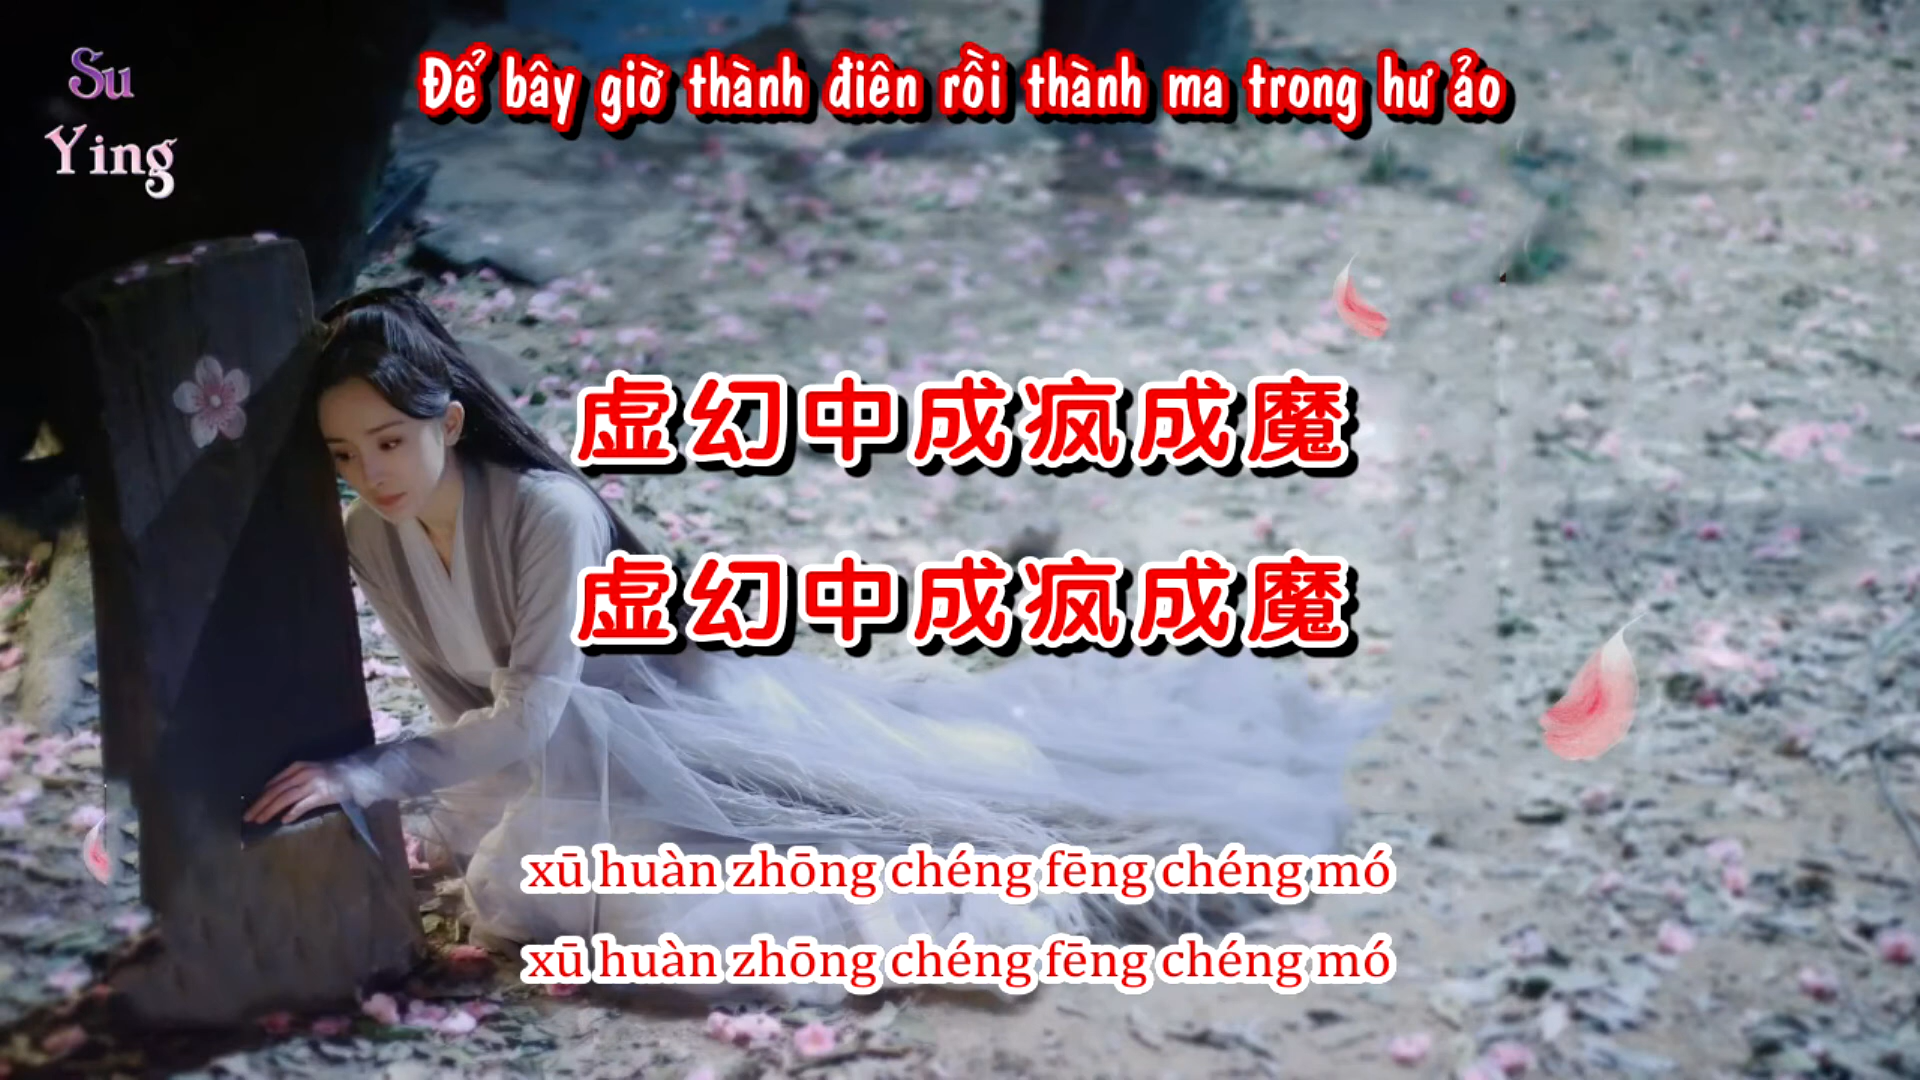 Su
Ying
Để bây giờ thành điên rồi thành ma trong hư ảo
虚幻中成疯成魔
虚幻中成疯成魔
xū huàn zhōng chéng fēng chéng mó
xū huàn zhōng chéng fēng chéng mó